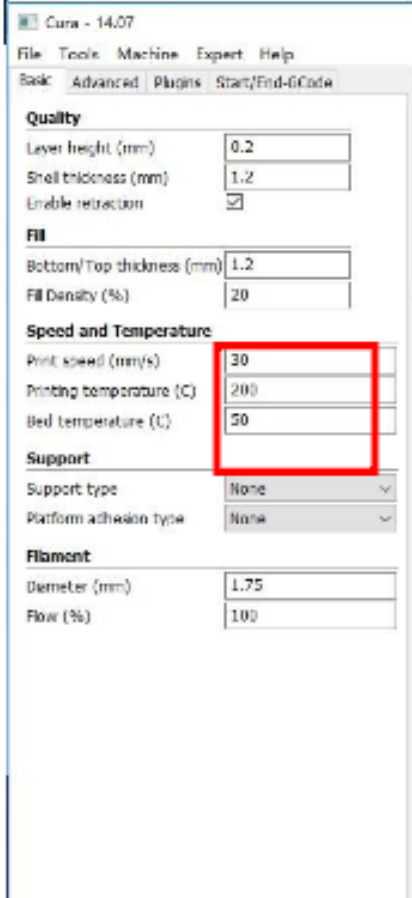 Cura - 14.07
File Tools Machine Expert Help
Basic Advanced Plugins Start/End-GCode
Quality
Layer height (mm) 0.2
Shell thickness (mm) 1.2
Enable retraction
Fill
Bottom/Top thickness (mm) 1.2
Fill Density (%) 20
Speed and Temperature
Print speed (mm/s) 30
Printing temperature (C) 200
Bed temperature (C) 50
Support
Support type None
Platform adhesion type None
Filament
Diameter (mm) 1.75
Flow (%) 100